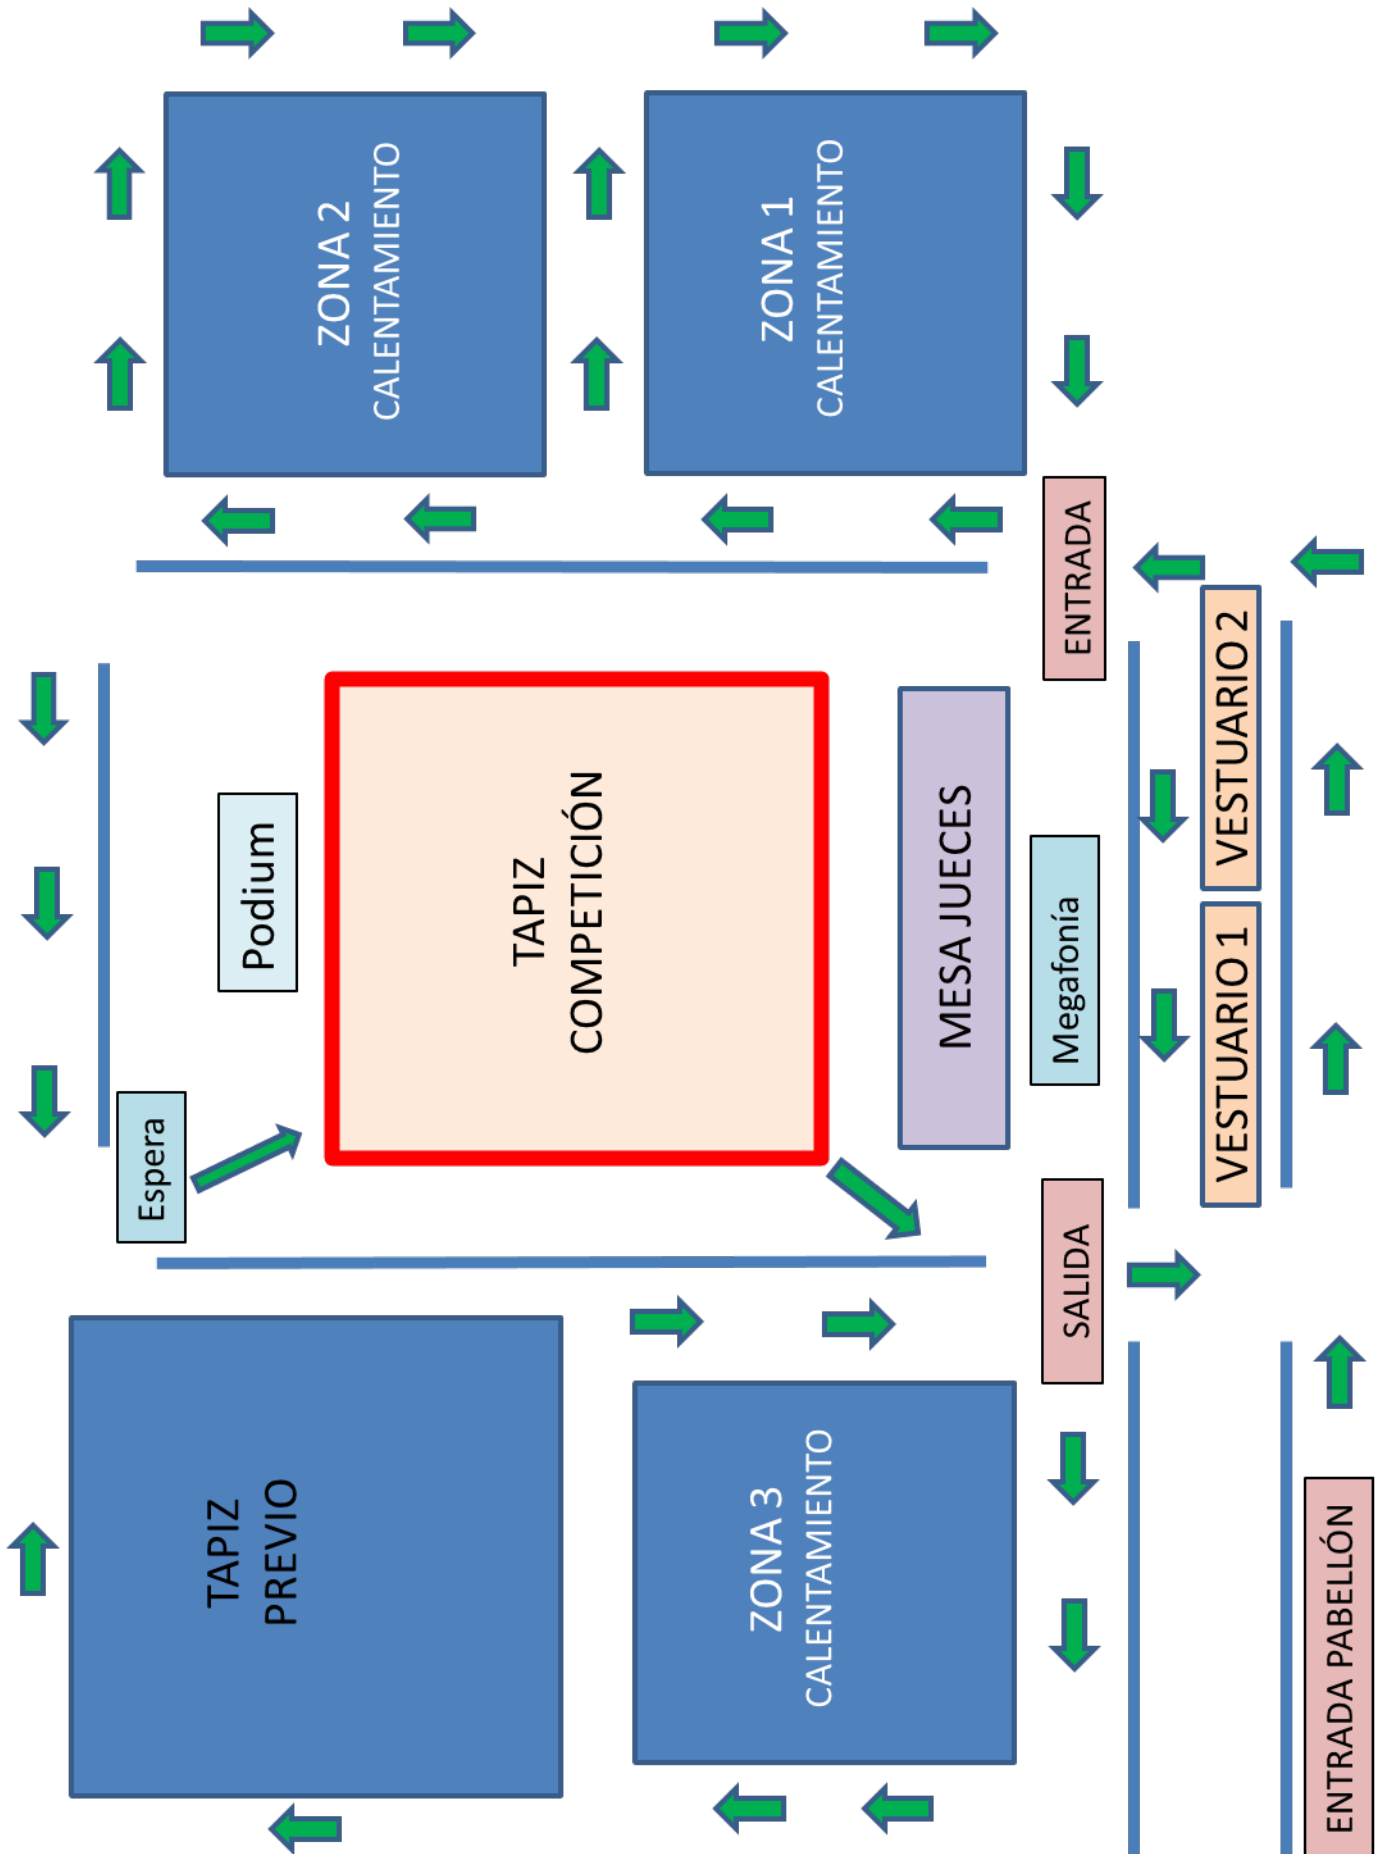 ZONA 2
CALENTAMIENTO
ZONA 1
CALENTAMIENTO
ENTRADA
Podium
TAPIZ
COMPETICIÓN
MESA JUECES
Megafonía
VESTUARIO 2
VESTUARIO 1
Espera
SALIDA
TAPIZ
PREVIO
ZONA 3
CALENTAMIENTO
ENTRADA PABELLÓN